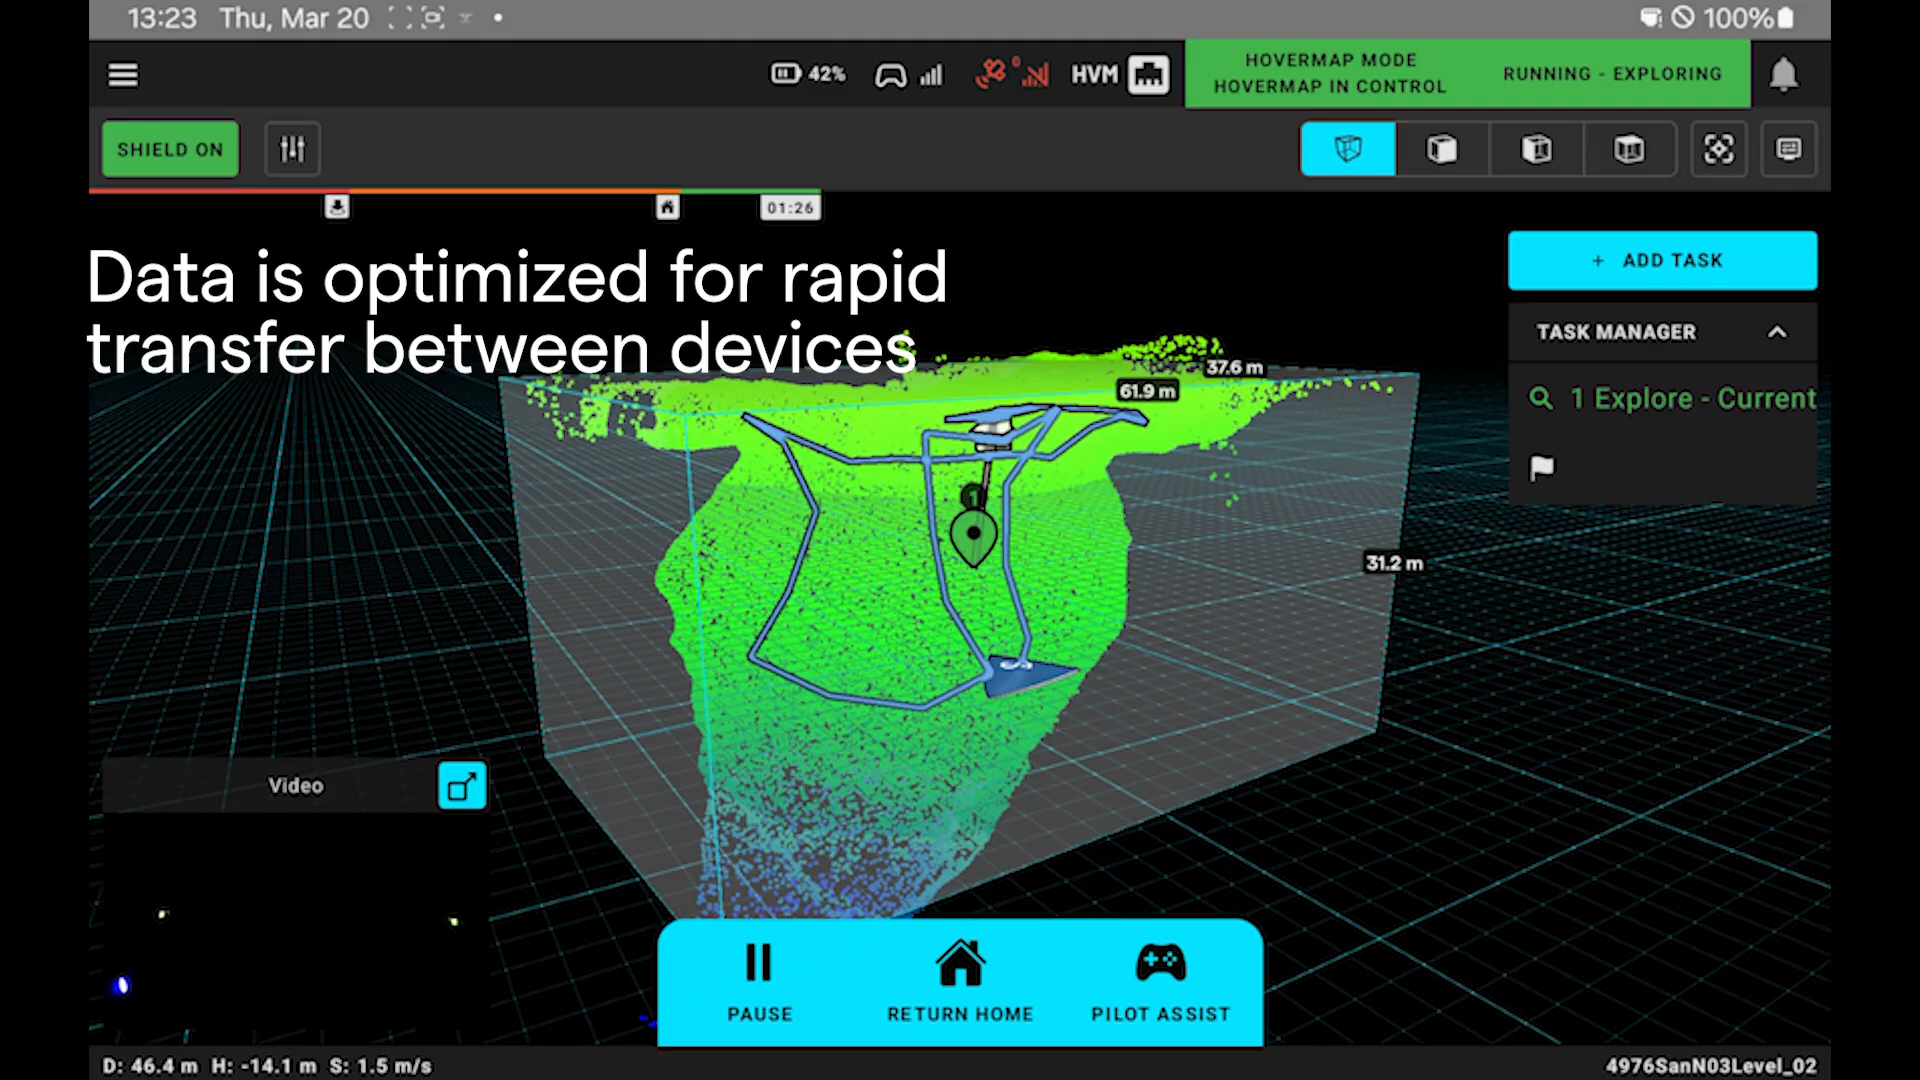 13:23 Thu, Mar 20
100%
42%
0
HVM
HOVERMAP MODE
HOVERMAP IN CONTROL
RUNNING - EXPLORING
SHIELD ON
01:26
Data is optimized for rapid
transfer between devices
+ ADD TASK
TASK MANAGER
1 Explore - Current
37.6 m
61.9 m
1
31.2 m
Video
PAUSE
RETURN HOME
PILOT ASSIST
D: 46.4 m H: -14.1 m S: 1.5 m/s
4976SanN03Level_02